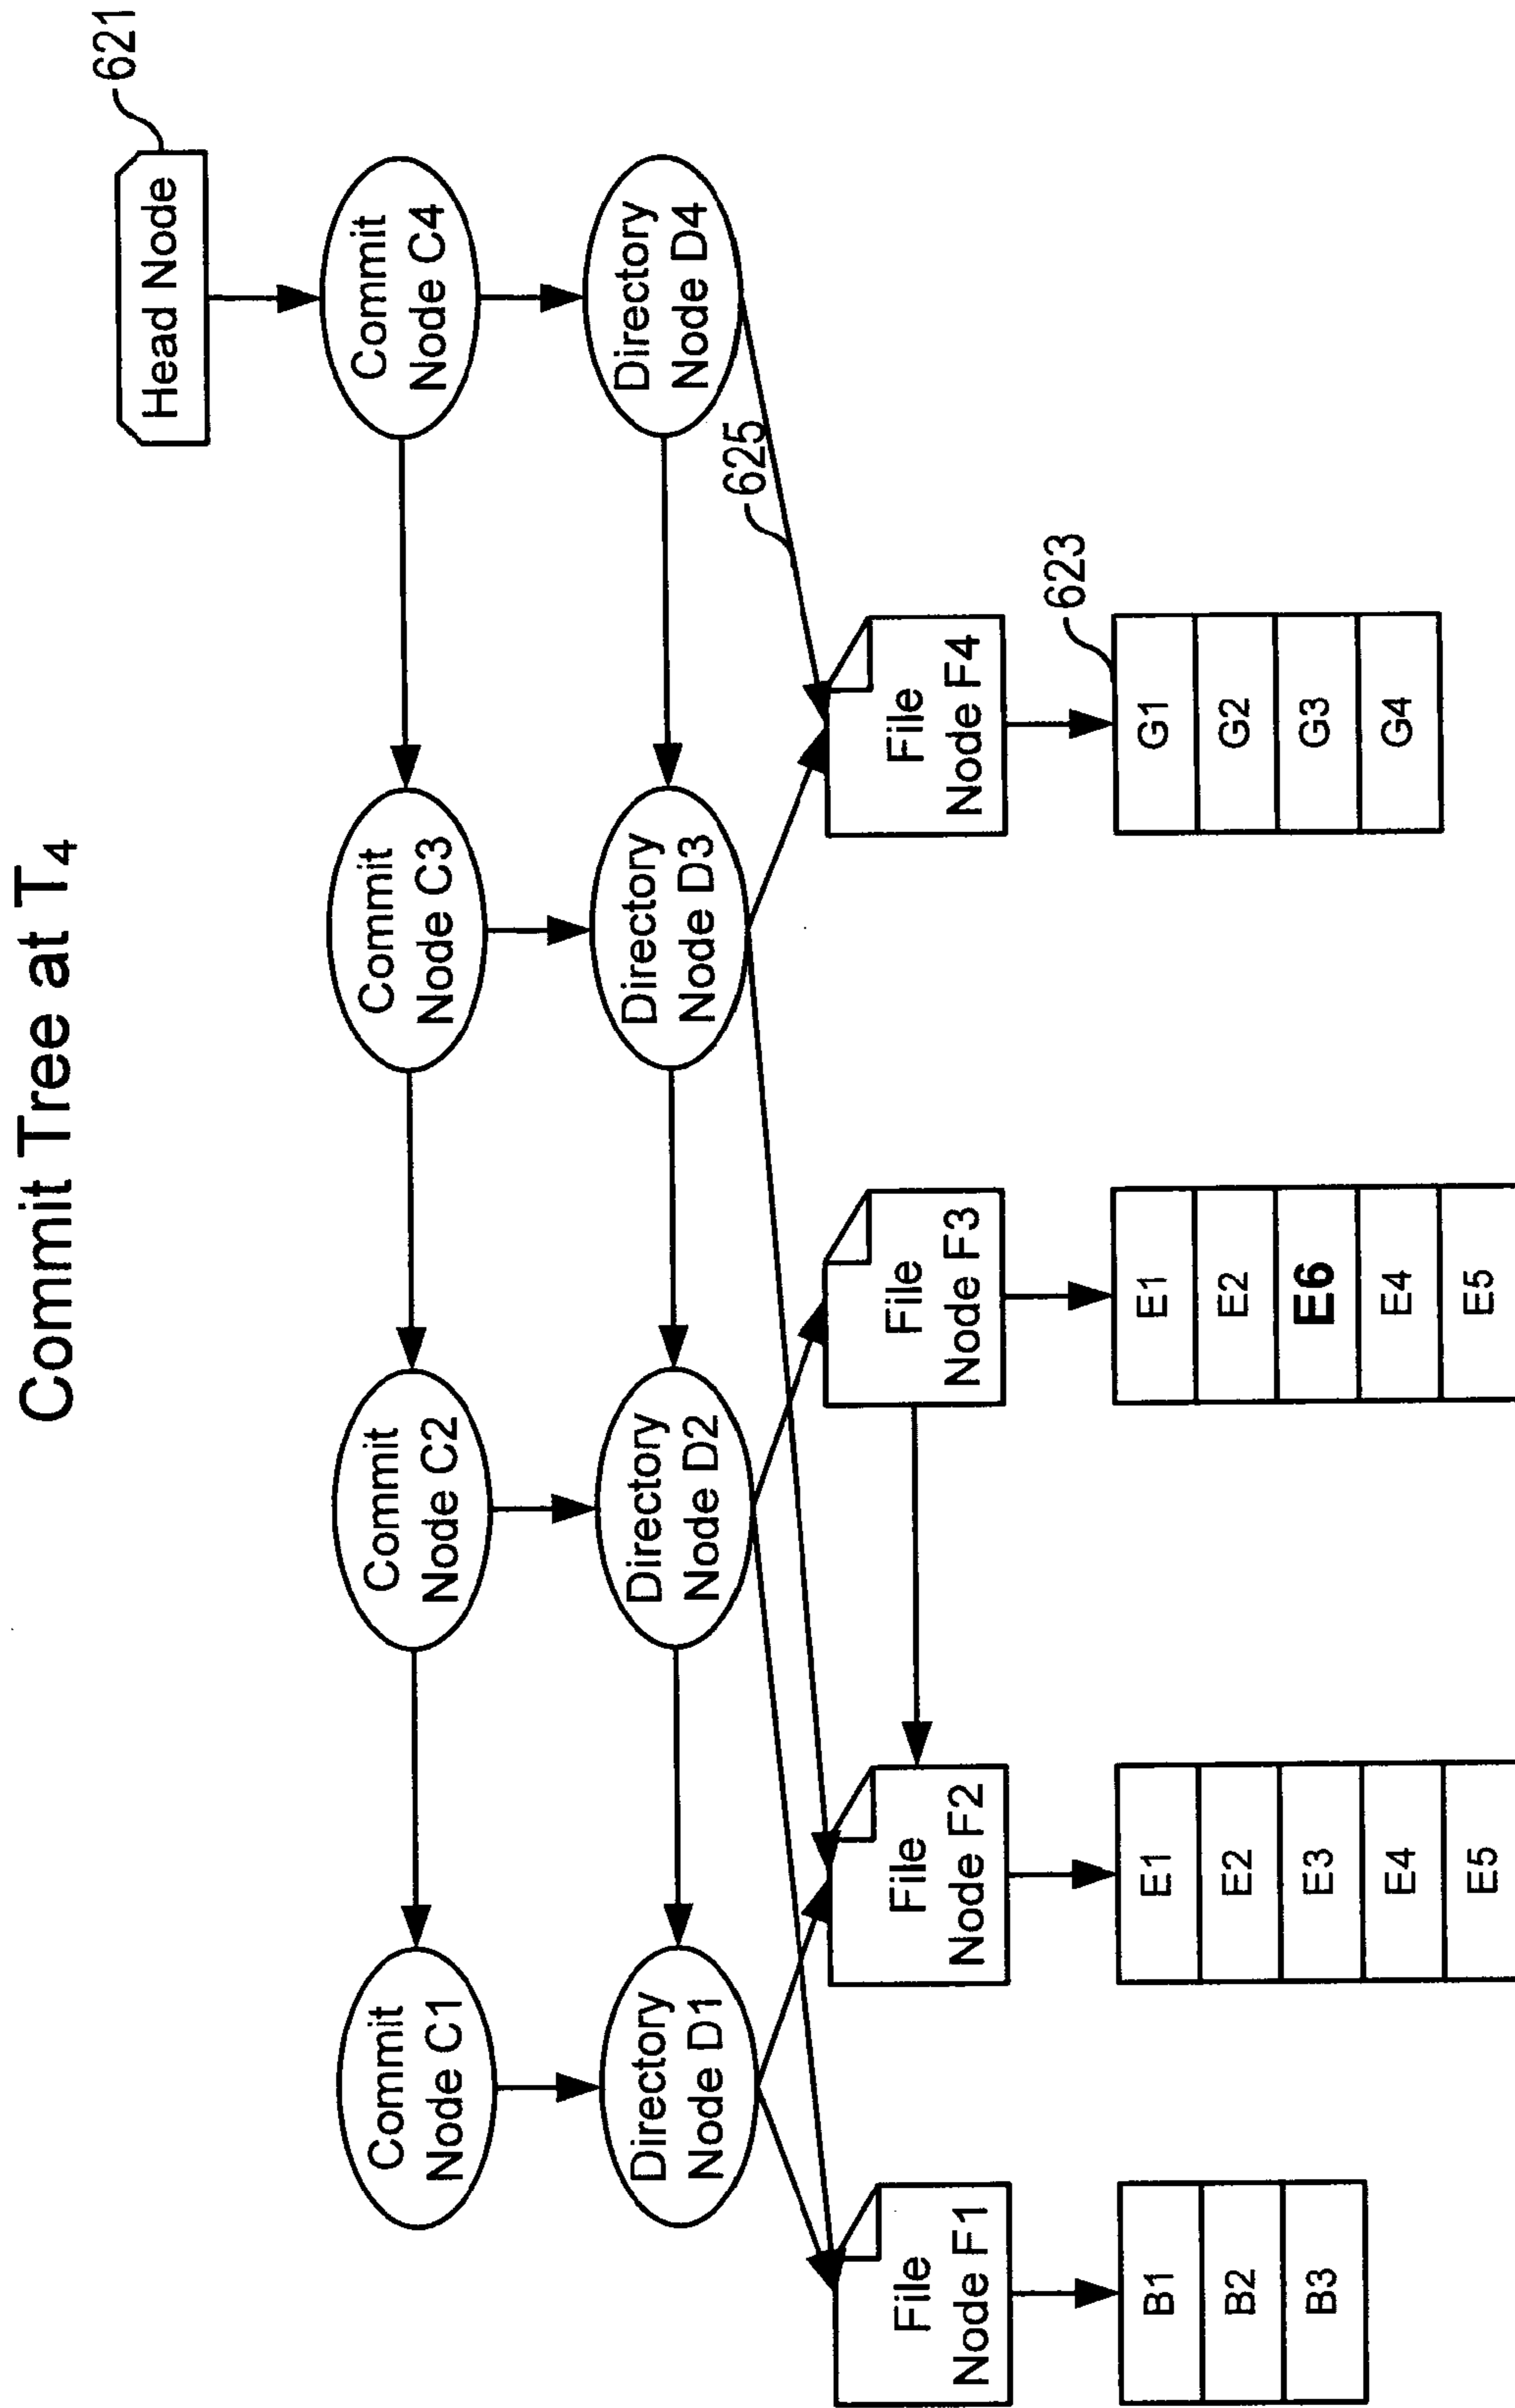 Commit Tree at T4
Head Node
621
Commit
Node C1
Commit
Node C2
Commit
Node C3
Commit
Node C4
Directory
Node D1
Directory
Node D2
Directory
Node D3
Directory
Node D4
625
File
Node F1
File
Node F2
File
Node F3
File
Node F4
623
B1
B2
B3
E1
E2
E3
E4
E5
E1
E2
E6
E4
E5
G1
G2
G3
G4